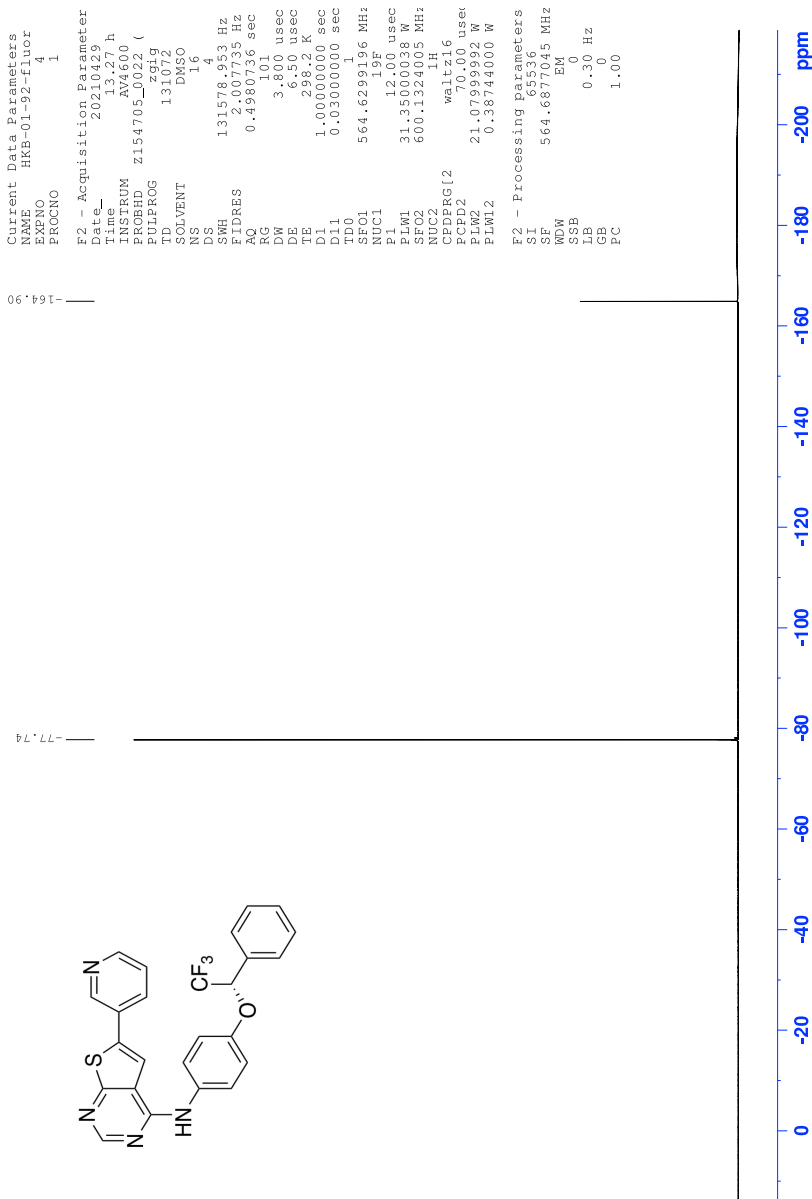 Current Data Parameters
NAME HKB-01-92-fluor
EXPNO 4
PROCNO 1
F2 - Acquisition Parameter
Date_ 20210429
Time 13.27 h
INSTRUM AV4600
PROBHD Z154705_0022 (
PULPROG zgig
TD 131072
SOLVENT DMSO
NS 16
DS 4
SWH 131578.953 Hz
FIDRES 2.007735 Hz
AQ 0.4980736 sec
RG 101
DW 3.800 usec
DE 6.50 usec
TE 298.2 K
D1 1.00000000 sec
D11 0.03000000 sec
TD0 1
SFO1 564.6299196 MHz
NUC1 19F
P1 12.00 usec
PLW1 31.35000038 W
SFO2 600.1324005 MHz
NUC2 1H
CPDPRG[2 waltz16
PCPD2 70.00 usec
PLW2 21.07999992 W
PLW12 0.38744000 W
F2 - Processing parameters
SI 65536
SF 564.6877045 MHz
WDW EM
SSB 0
LB 0.30 Hz
GB 0
PC 1.00
-77.74
-164.90
N
N
S
N
HN
O
CF3
0 -20 -40 -60 -80 -100 -120 -140 -160 -180 -200 ppm